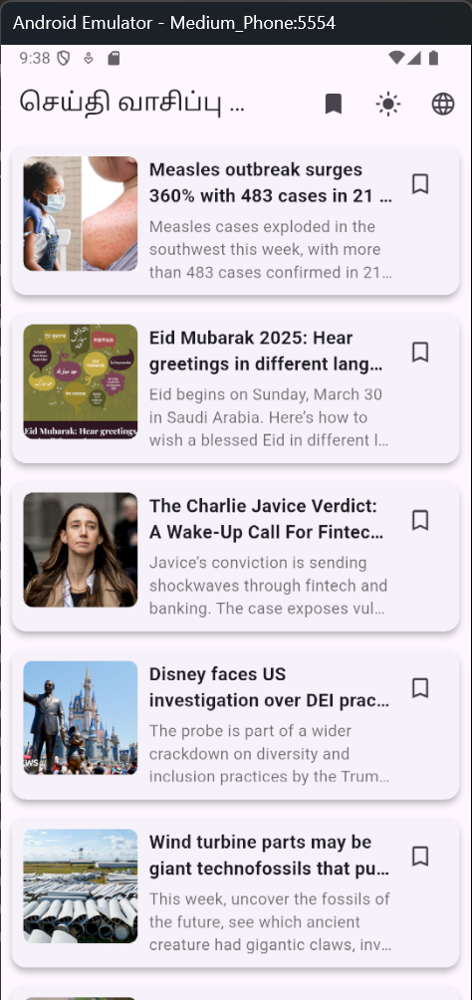 Android Emulator - Medium_Phone:5554
9:38
செய்தி வாசிப்பு ...
Measles outbreak surges
360% with 483 cases in 21 ...
Measles cases exploded in the
southwest this week, with more
than 483 cases confirmed in 21...
Eid Mubarak: Hear greetings
Eid Mubarak 2025: Hear
greetings in different lang...
Eid begins on Sunday, March 30
in Saudi Arabia. Here's how to
wish a blessed Eid in different l...
The Charlie Javice Verdict:
A Wake-Up Call For Fintec...
Javice's conviction is sending
shockwaves through fintech and
banking. The case exposes vul...
WS
Disney faces US
investigation over DEI prac...
The probe is part of a wider
crackdown on diversity and
inclusion practices by the Trum...
Wind turbine parts may be
giant technofossils that pu...
This week, uncover the fossils of
the future, see which ancient
creature had gigantic claws, inv...